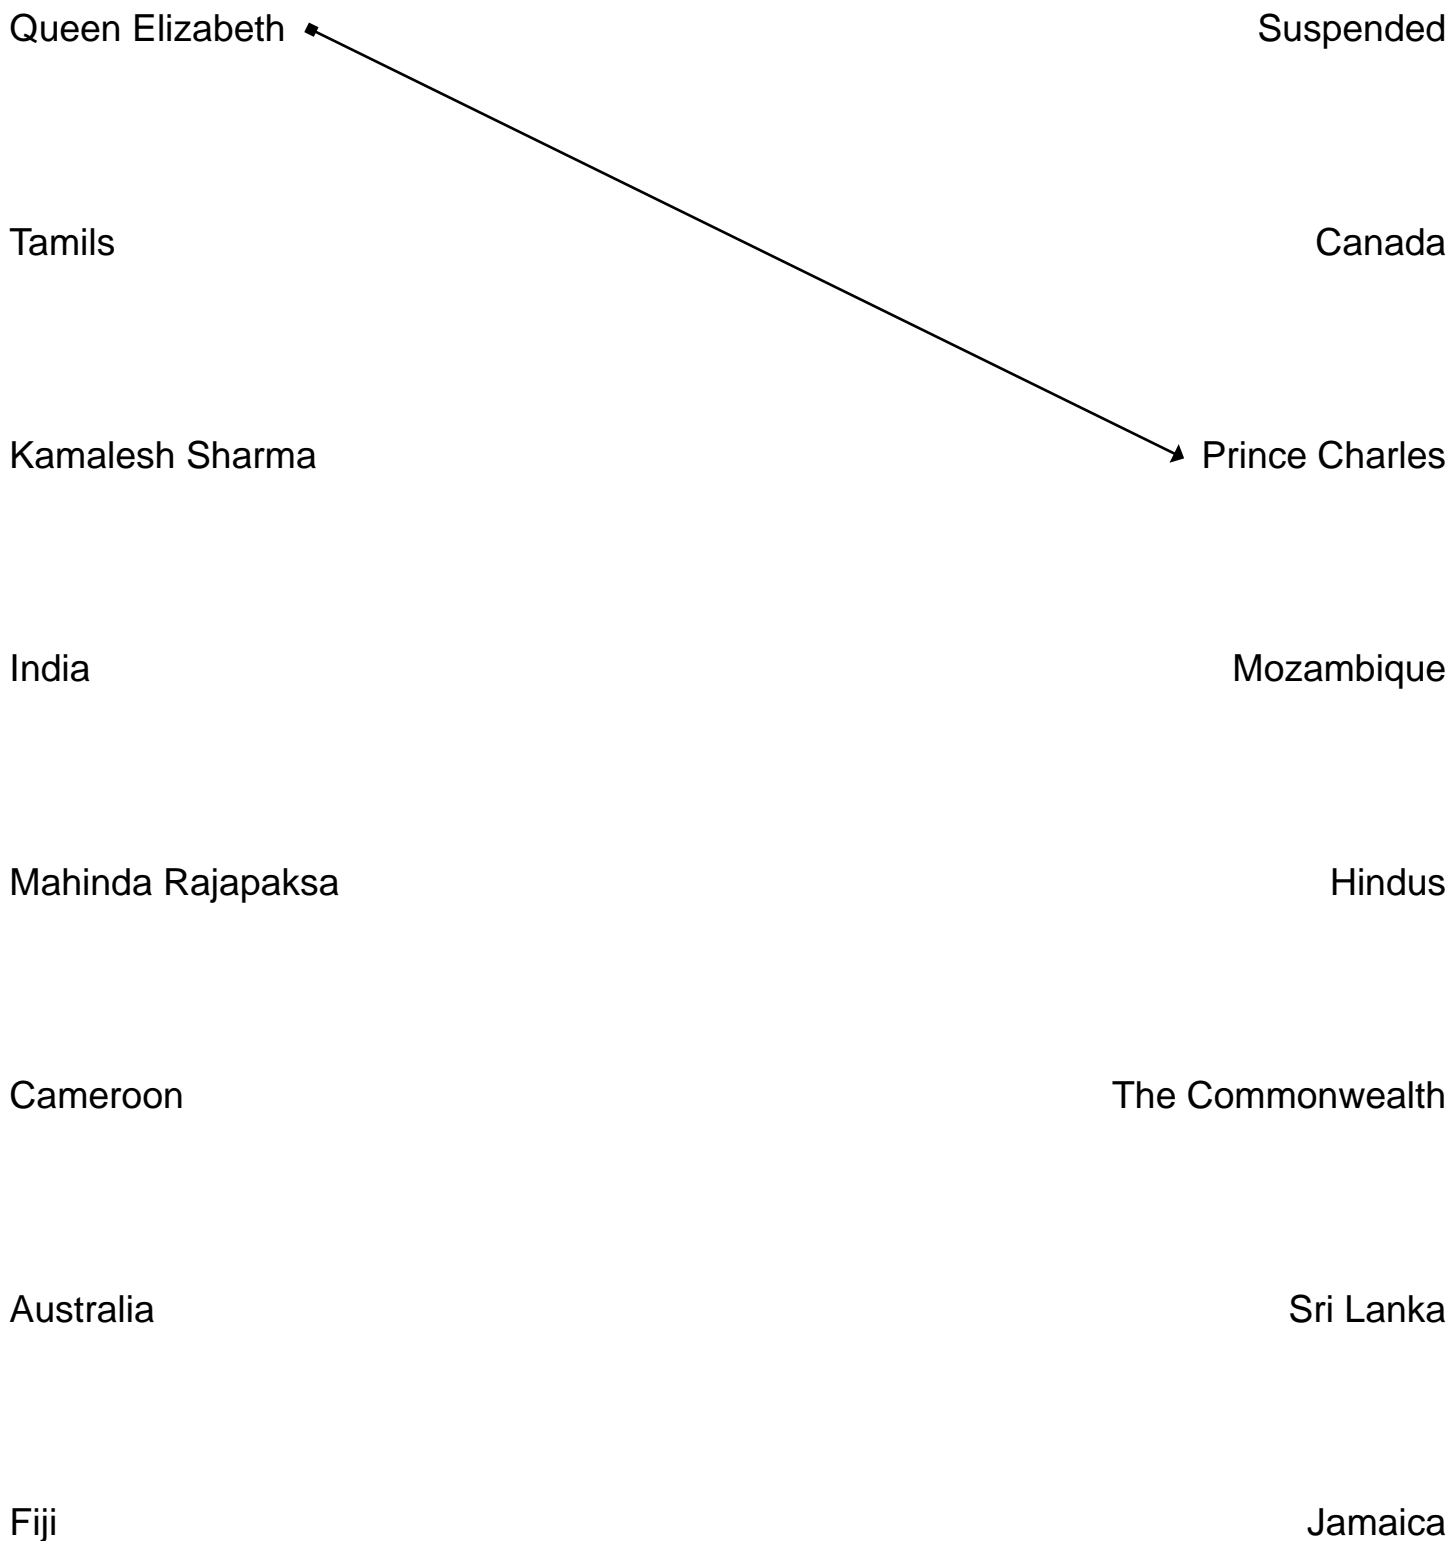 Queen Elizabeth
Suspended
Tamils
Canada
Kamalesh Sharma
Prince Charles
India
Mozambique
Mahinda Rajapaksa
Hindus
Cameroon
The Commonwealth
Australia
Sri Lanka
Fiji
Jamaica